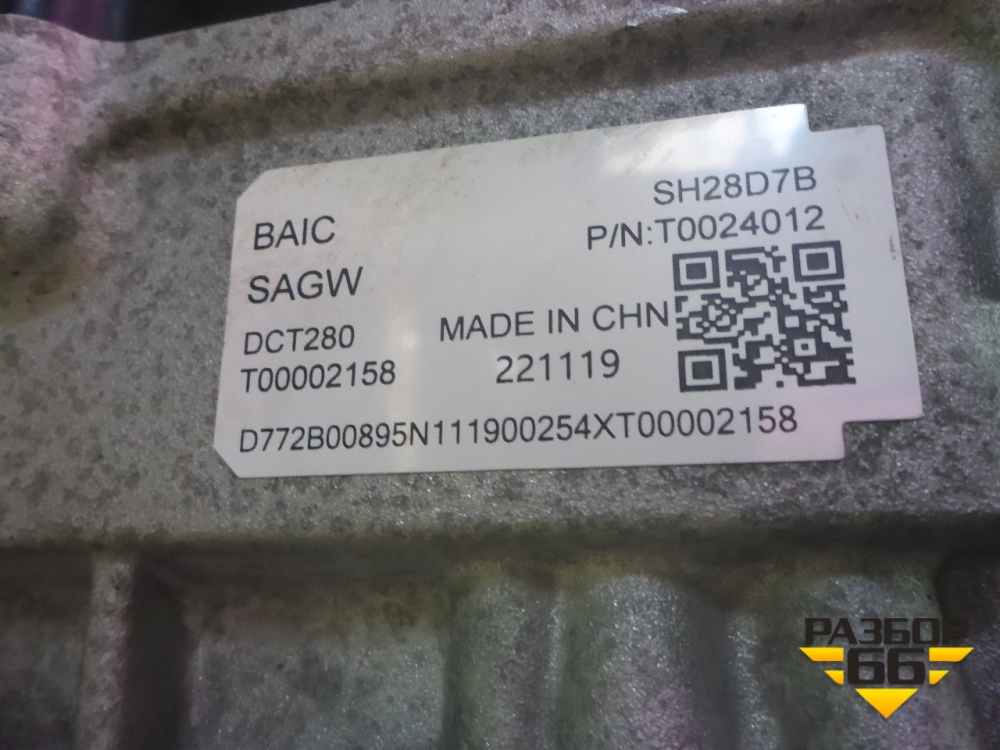 SH28D7B
BAIC
P/N:T0024012
SAGW
DCT280
MADE IN CHN
T00002158
221119
D772B00895N111900254XT00002158
РАЗБОР
66